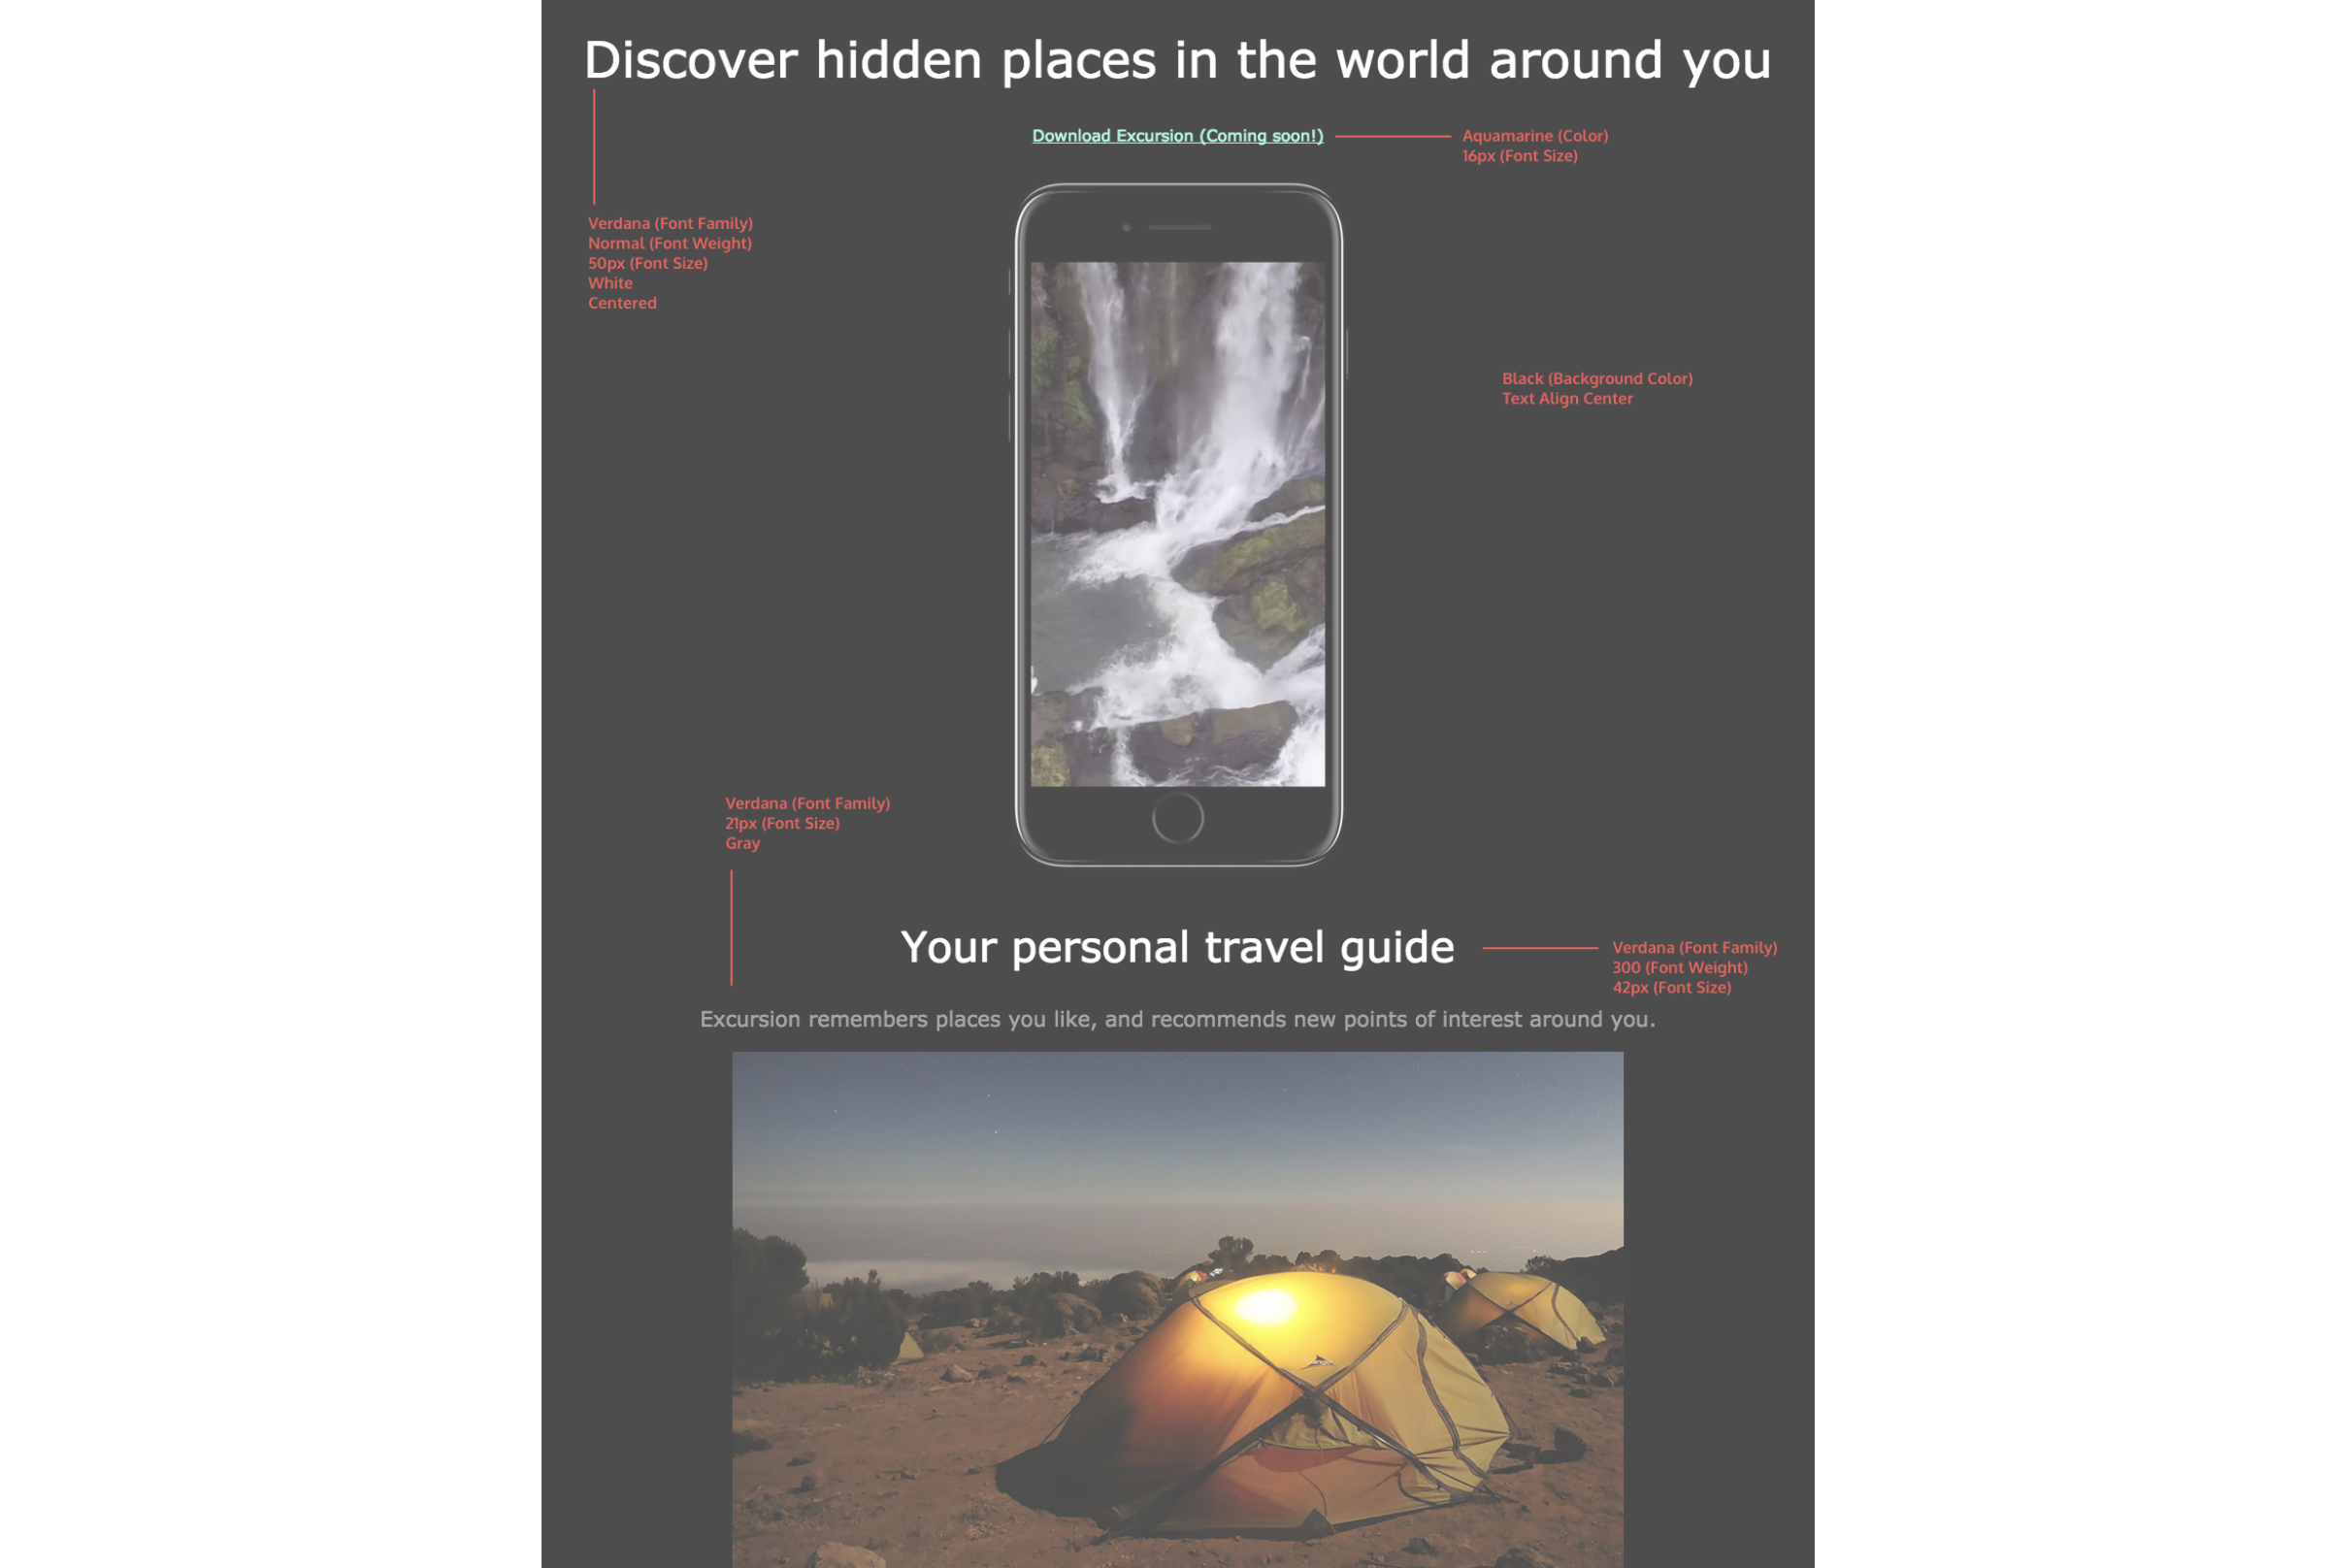 Discover hidden places in the world around you
Download Excursion (Coming soon!)
Aquamarine (Color)
16px (Font Size)
Verdana (Font Family)
Normal (Font Weight)
50px (Font Size)
White
Centered
Black (Background Color)
Text Align Center
Verdana (Font Family)
21px (Font Size)
Gray
Your personal travel guide
Verdana (Font Family)
300 (Font Weight)
42px (Font Size)
Excursion remembers places you like, and recommends new points of interest around you.